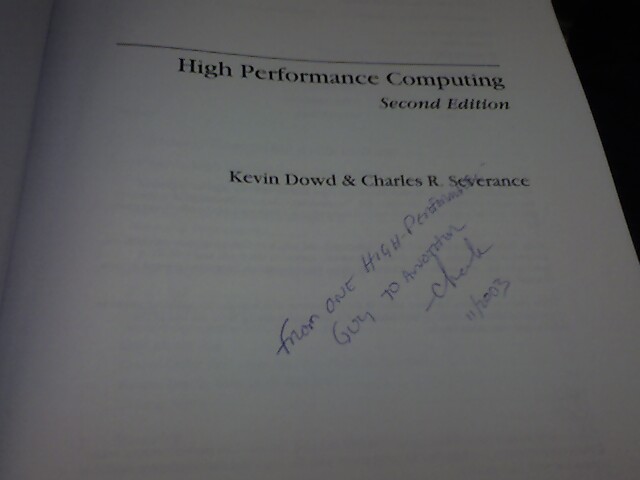 High Performance Computing
Second Edition
Kevin Dowd & Charles R. Severance
FROM ONE HIGH-Performance
GUY TO ANOTHER
-Chuck
11/2003